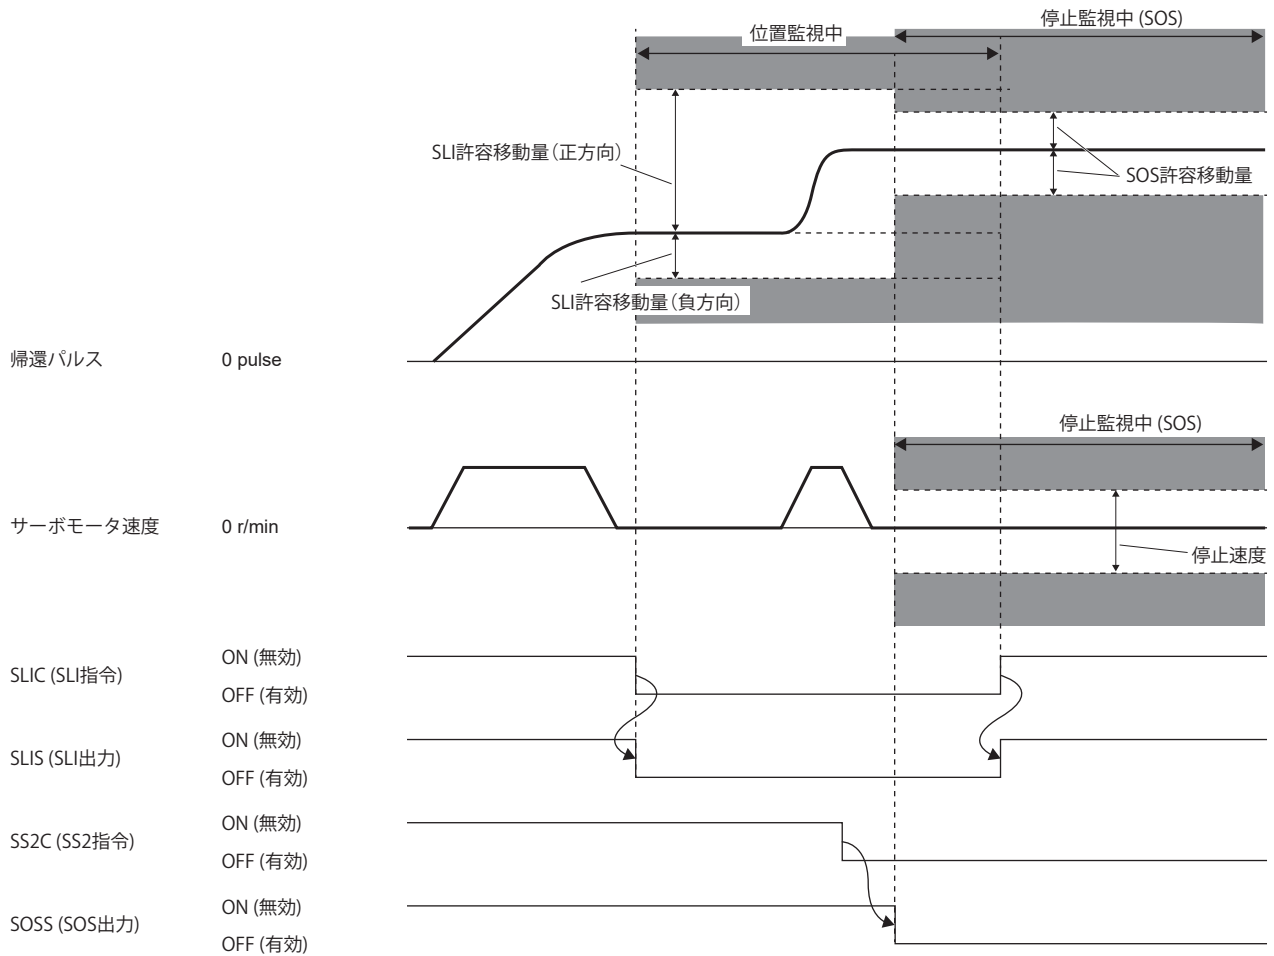 停止監視中 (SOS)
位置監視中
SLI許容移動量（正方向）
SOS許容移動量
SLI許容移動量（負方向）
帰還パルス 0 pulse
停止監視中 (SOS)
サーボモータ速度 0 r/min
停止速度
SLIC (SLI指令)
ON (無効)
OFF (有効)
SLIS (SLI出力)
ON (無効)
OFF (有効)
SS2C (SS2指令)
ON (無効)
OFF (有効)
SOSS (SOS出力)
ON (無効)
OFF (有効)